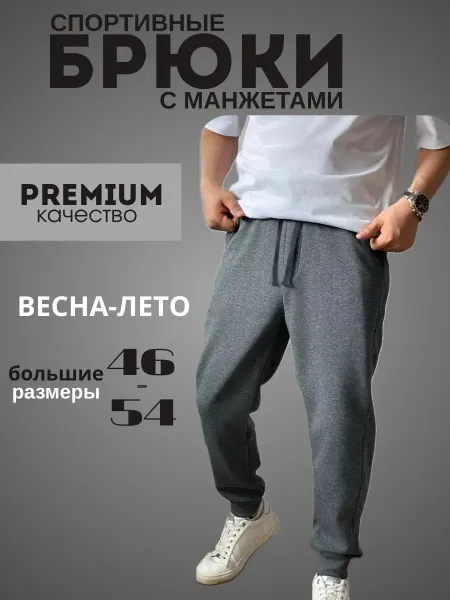 СПОРТИВНЫЕ
БРЮКИ
С МАНЖЕТАМИ
PREMIUM
качество
ВЕСНА-ЛЕТО
большие
размеры
46
-
54